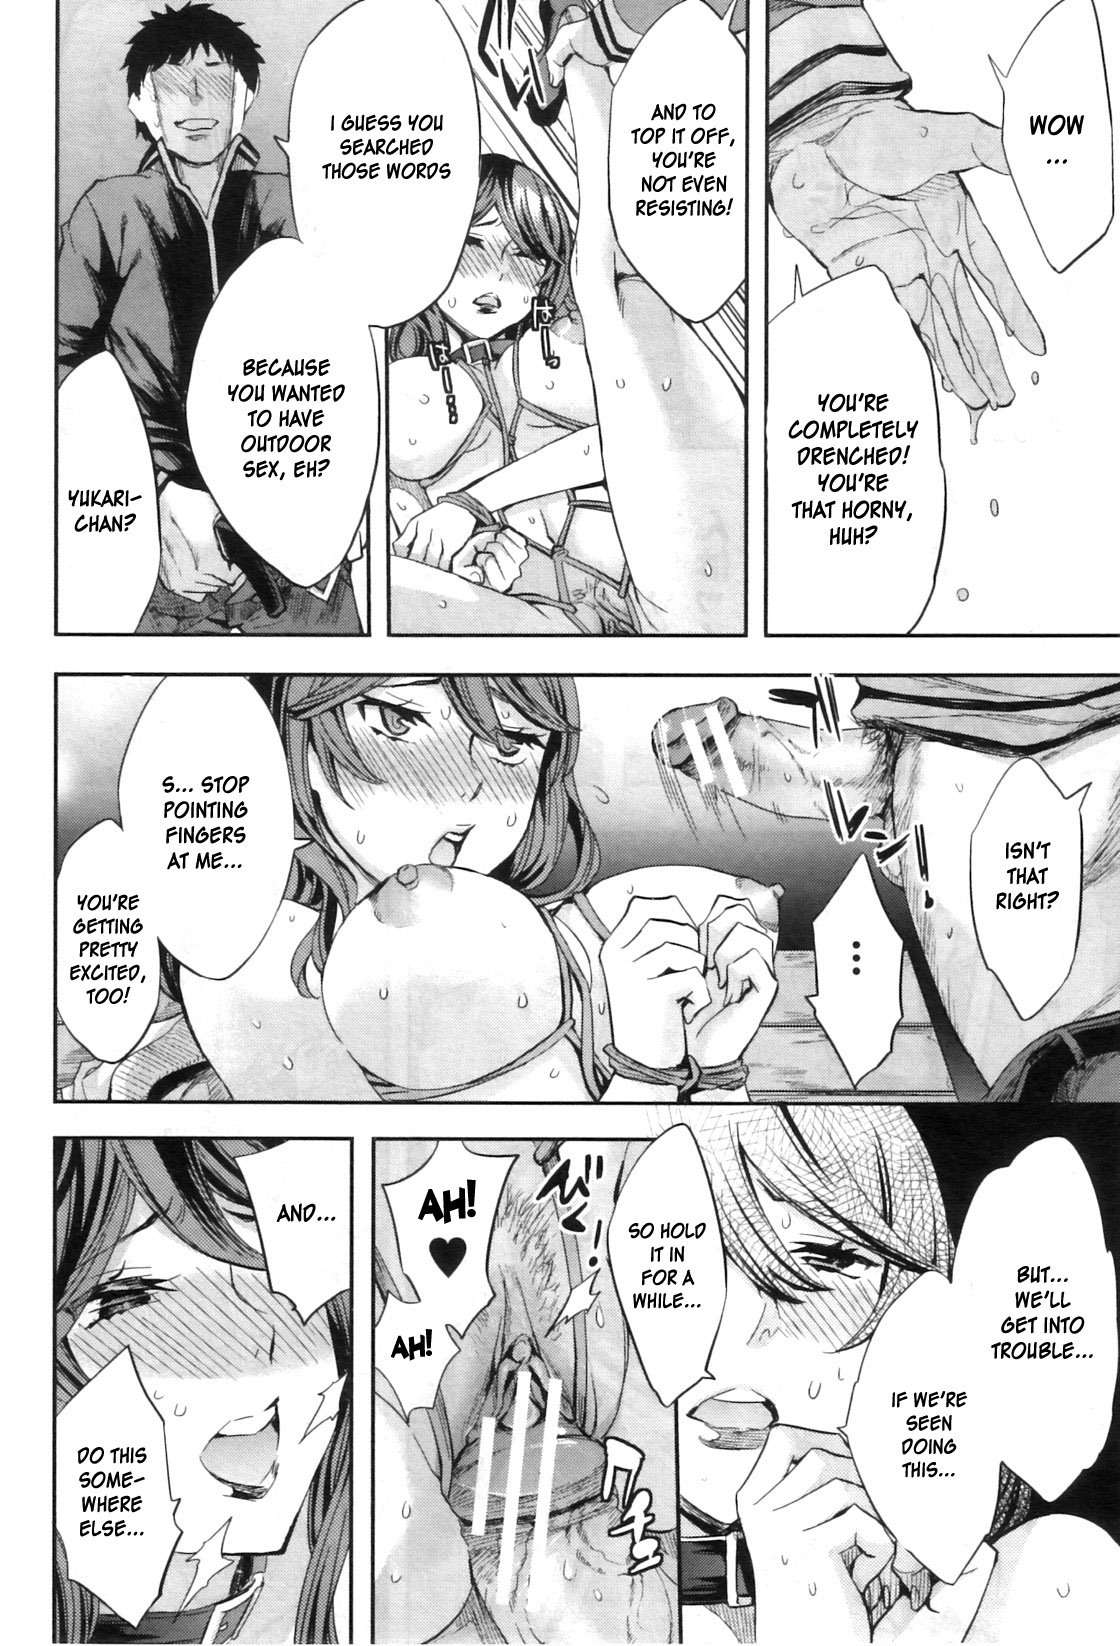 WOW
...
YOU'RE
COMPLETELY
DRENCHED!
YOU'RE
THAT HORNY,
HUH?
AND TO
TOP IT OFF,
YOU'RE
NOT EVEN
RESISTING!
I GUESS YOU
SEARCHED
THOSE WORDS
BECAUSE
YOU WANTED
TO HAVE
OUTDOOR
SEX, EH?
YUKARI-
CHAN?
ISN'T
THAT
RIGHT?
...
S... STOP
POINTING
FINGERS
AT ME...
YOU'RE
GETTING
PRETTY
EXCITED,
TOO!
BUT...
WE'LL
GET INTO
TROUBLE...
IF WE'RE
SEEN
DOING
THIS...
SO HOLD
IT IN
FOR A
WHILE...
AH!
♥
AH!
AND...
DO THIS
SOME-
WHERE
ELSE...